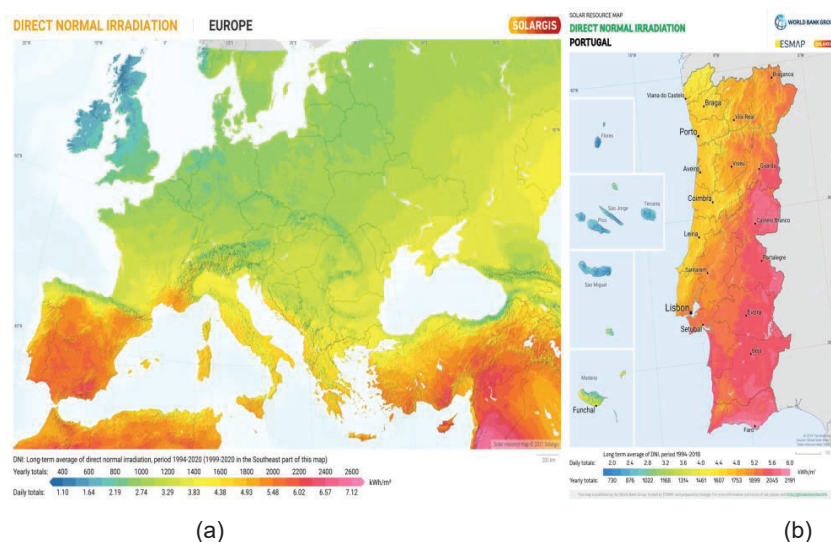 DIRECT NORMAL IRRADIATION
EUROPE
SOLARGIS
DNI: Long-term average of direct normal irradiation, period 1994-2020 (1999-2020 in the Southeast part of this map)
Yearly totals: 400 600 800 1000 1200 1400 1600 1800 2000 2200 2400 2600
kWh/m²
Daily totals: 1.10 1.64 2.19 2.74 3.29 3.83 4.38 4.93 5.48 6.02 6.57 7.12
(a)
SOLAR RESOURCE MAP
DIRECT NORMAL IRRADIATION
PORTUGAL
WORLD BANK GROUP
ESMAP
SOLARGIS
Braganca
Viana do Castelo
Braga
Vila Real
Porto
Flores
Aveiro
Viseu
Guarda
Coimbra
Terceira
Sao Jorge
Pico
Castelo Branco
Leiria
Portalegre
Santarem
Sao Miguel
Lisbon
Evora
Setubal
Beja
Madeira
Funchal
Faro
Long term average of DNI, period 1994-2018
Daily totals: 2.0 2.4 2.8 3.2 3.6 4.0 4.4 4.8 5.2 5.6 6.0
kWh/m²
Yearly totals: 730 876 1022 1168 1314 1461 1607 1753 1899 2045 2191
(b)